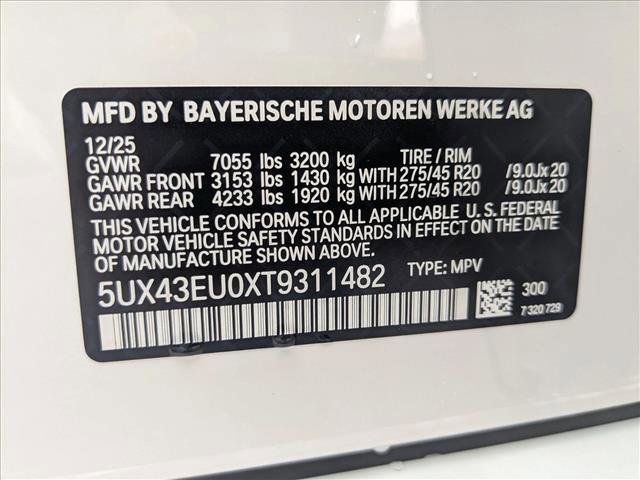 MFD BY BAYERISCHE MOTOREN WERKE AG
12/25
GVWR 7055 lbs 3200 kg TIRE / RIM
GAWR FRONT 3153 lbs 1430 kg WITH 275/45 R20 /9.0Jx20
GAWR REAR 4233 lbs 1920 kg WITH 275/45 R20 /9.0Jx20
THIS VEHICLE CONFORMS TO ALL APPLICABLE U. S. FEDERAL
MOTOR VEHICLE SAFETY STANDARDS IN EFFECT ON THE DATE
OF MANUFACTURE SHOWN ABOVE.
5UX43EU0XT9311482 TYPE: MPV
300
7 320 729